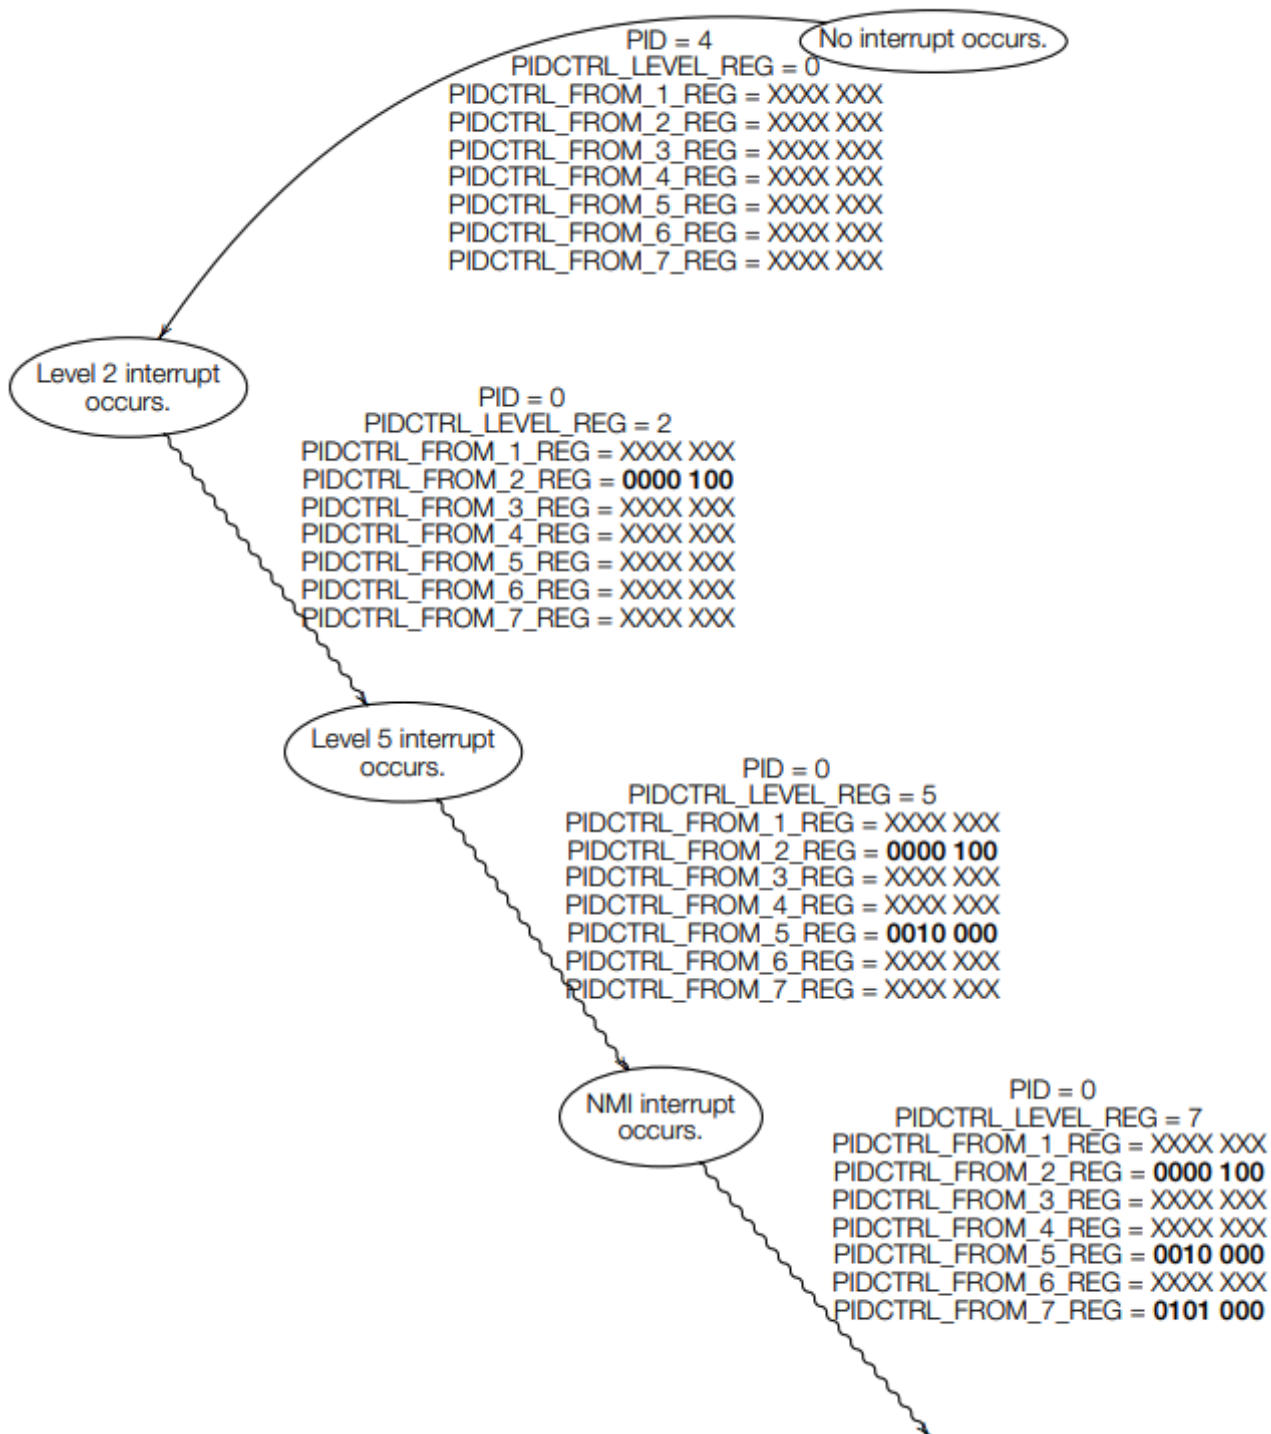 No interrupt occurs.
PID = 4
PIDCTRL_LEVEL_REG = 0
PIDCTRL_FROM_1_REG = XXXX XXX
PIDCTRL_FROM_2_REG = XXXX XXX
PIDCTRL_FROM_3_REG = XXXX XXX
PIDCTRL_FROM_4_REG = XXXX XXX
PIDCTRL_FROM_5_REG = XXXX XXX
PIDCTRL_FROM_6_REG = XXXX XXX
PIDCTRL_FROM_7_REG = XXXX XXX
Level 2 interrupt
occurs.
PID = 0
PIDCTRL_LEVEL_REG = 2
PIDCTRL_FROM_1_REG = XXXX XXX
PIDCTRL_FROM_2_REG = 0000 100
PIDCTRL_FROM_3_REG = XXXX XXX
PIDCTRL_FROM_4_REG = XXXX XXX
PIDCTRL_FROM_5_REG = XXXX XXX
PIDCTRL_FROM_6_REG = XXXX XXX
PIDCTRL_FROM_7_REG = XXXX XXX
Level 5 interrupt
occurs.
PID = 0
PIDCTRL_LEVEL_REG = 5
PIDCTRL_FROM_1_REG = XXXX XXX
PIDCTRL_FROM_2_REG = 0000 100
PIDCTRL_FROM_3_REG = XXXX XXX
PIDCTRL_FROM_4_REG = XXXX XXX
PIDCTRL_FROM_5_REG = 0010 000
PIDCTRL_FROM_6_REG = XXXX XXX
PIDCTRL_FROM_7_REG = XXXX XXX
NMI interrupt
occurs.
PID = 0
PIDCTRL_LEVEL_REG = 7
PIDCTRL_FROM_1_REG = XXXX XXX
PIDCTRL_FROM_2_REG = 0000 100
PIDCTRL_FROM_3_REG = XXXX XXX
PIDCTRL_FROM_4_REG = XXXX XXX
PIDCTRL_FROM_5_REG = 0010 000
PIDCTRL_FROM_6_REG = XXXX XXX
PIDCTRL_FROM_7_REG = 0101 000